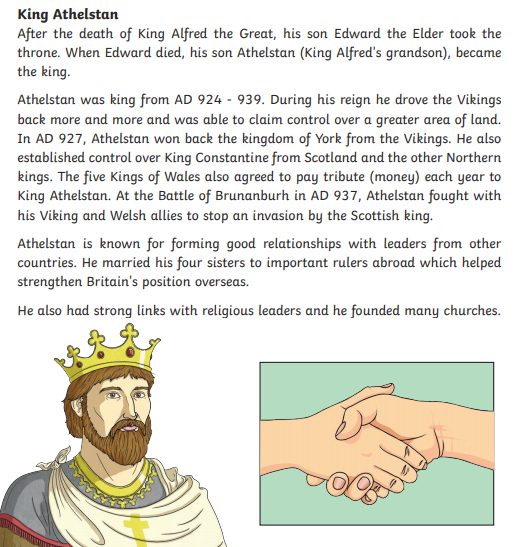 King Athelstan
After the death of King Alfred the Great, his son Edward the Elder took the
throne. When Edward died, his son Athelstan (King Alfred's grandson), became
the king.
Athelstan was king from AD 924 - 939. During his reign he drove the Vikings
back more and more and was able to claim control over a greater area of land.
In AD 927, Athelstan won back the kingdom of York from the Vikings. He also
established control over King Constantine from Scotland and the other Northern
kings. The five Kings of Wales also agreed to pay tribute (money) each year to
King Athelstan. At the Battle of Brunanburh in AD 937, Athelstan fought with
his Viking and Welsh allies to stop an invasion by the Scottish king.
Athelstan is known for forming good relationships with leaders from other
countries. He married his four sisters to important rulers abroad which helped
strengthen Britain's position overseas.
He also had strong links with religious leaders and he founded many churches.